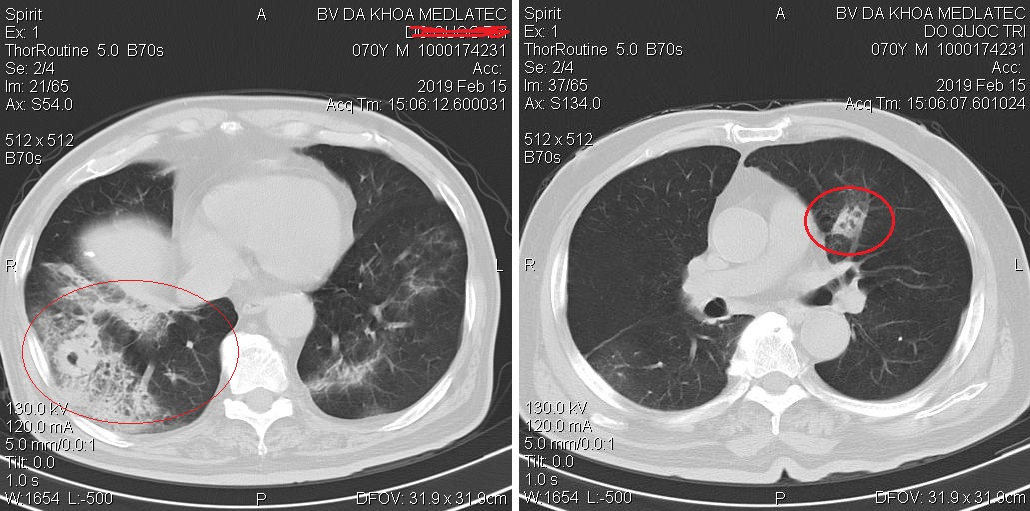 Spirit
Ex: 1
ThorRoutine 5.0 B70s
Se: 2/4
Im: 21/65
Ax: S54.0
512 x 512
B70s
A
BV DA KHOA MEDLATEC
070Y M 1000174231
Acc:
2019 Feb 15
Acq Tm: 15:06:12.600031
R
L
130.0 kV
120.0 mA
5.0 mm/0.0:1
Tilt: 0.0
1.0 s
W:1654 L:-500
P
DFOV: 31.9 x 31.9cm
Spirit
Ex: 1
ThorRoutine 5.0 B70s
Se: 2/4
Im: 37/65
Ax: S134.0
512 x 512
B70s
A
BV DA KHOA MEDLATEC
DO QUOC TRI
070Y M 1000174231
Acc:
2019 Feb 15
Acq Tm: 15:06:07.601024
R
L
130.0 kV
120.0 mA
5.0 mm/0.0:1
Tilt: 0.0
1.0 s
W:1654 L:-500
P
DFOV: 31.9 x 31.9cm